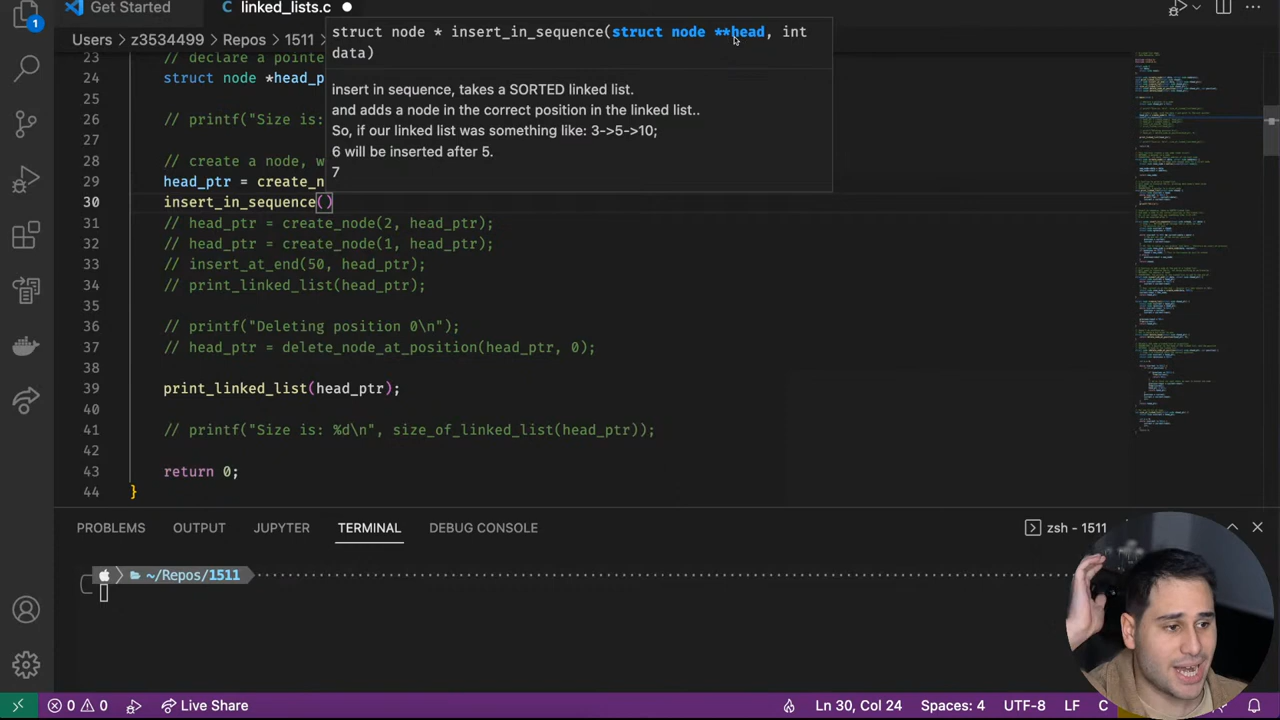 1
Get Started
linked_lists.c
Users > z3534499 > Repos > 1511
struct node * insert_in_sequence(struct node **head, int
data)
insert in sequence takes a SORTED linked list.
insert_in_sequence()
// head_ptr = create_node(2, head_ptr);
// head_ptr = create_node(1, head_ptr);
// insert_at_end(50, head_ptr);
// print_linked_list(head_ptr);
// printf("Deleting position 0\n");
// head_ptr = delete_node_at_position(head_ptr, 0);
print_linked_list(head_ptr);
// printf("Size is: %d\n", size_of_linked_list(head_ptr));
return 0;
}
23
24
25
26
27
28
29
30
31
32
33
34
35
36
37
38
39
40
41
42
43
44
// declare a pointe
struct node *head_p
// printf("Size is:
// create a node, w
head_ptr = create_n
And adds a node in its position in this linked list..
So, if our linked list is something like: 3->5->10;
6 will be inserted after 5.
7
PROBLEMS
OUTPUT
JUPYTER
TERMINAL
DEBUG CONSOLE
zsh - 1511
~/Repos/1511
0
0
Live Share
Ln 30, Col 24
Spaces: 4
UTF-8
LF
C